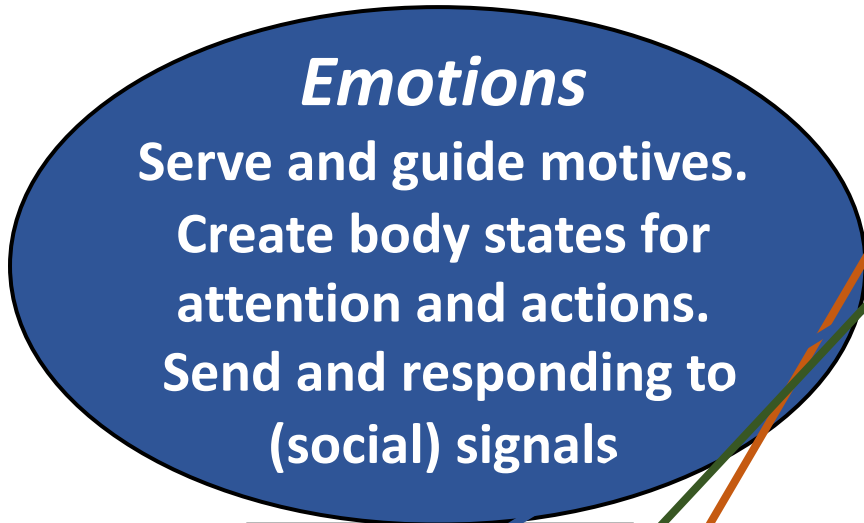 Emotions
Serve and guide motives.
Create body states for
attention and actions.
Send and responding to
(social) signals